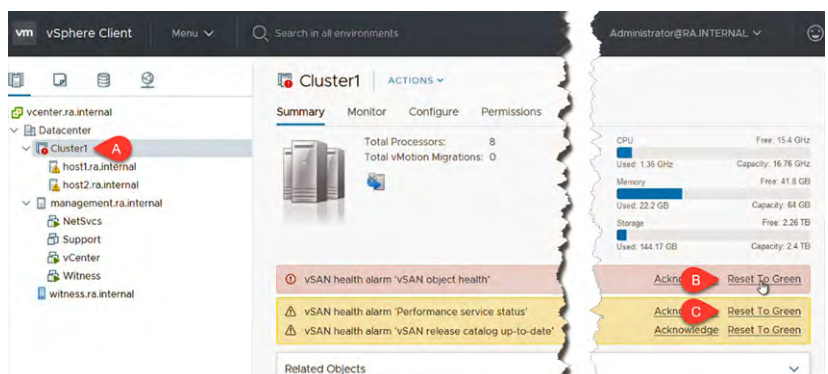 vm vSphere Client Menu Search in all environments Administrator@RA.INTERNAL
vcenter.ra.internal
Datacenter
Cluster1 A
host1.ra.internal
host2.ra.internal
management.ra.internal
NetSvcs
Support
vCenter
Witness
witness.ra.internal
Cluster1 ACTIONS
Summary Monitor Configure Permissions
Total Processors: 8
Total vMotion Migrations: 0
CPU Free: 15.4 GHz
Used: 1.36 GHz Capacity: 16.76 GHz
Memory Free: 41.8 GB
Used: 22.2 GB Capacity: 64 GB
Storage Free: 2.26 TB
Used: 144.17 GB Capacity: 2.4 TB
vSAN health alarm 'vSAN object health' Ackno B Reset To Green
vSAN health alarm 'Performance service status' Ackno C Reset To Green
vSAN health alarm 'vSAN release catalog up-to-date' Acknowledge Reset To Green
Related Objects